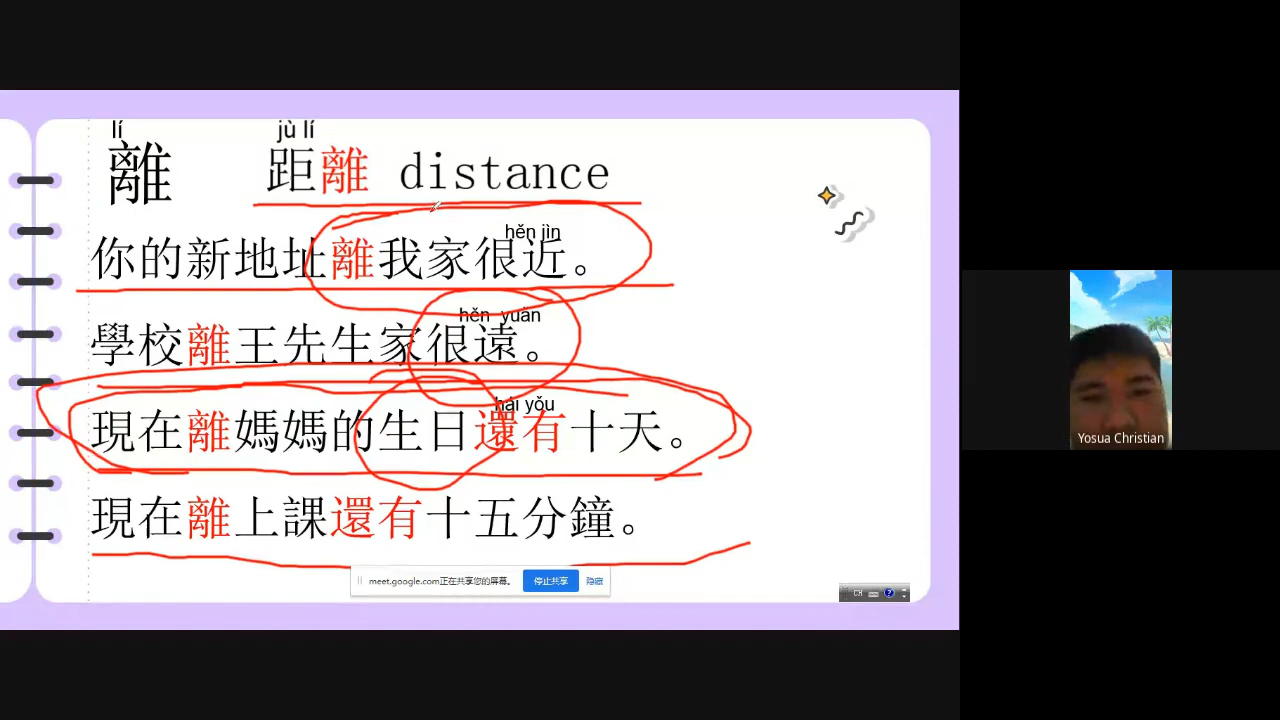 lí jù lí
離 距離 distance
hěn jìn
你的新地址離我家很近。
hěn yuǎn
學校離王先生家很遠。
hái yǒu
現在離媽媽的生日還有十天。
現在離上課還有十五分鐘。
meet.google.com正在共享您的屏幕。 停止共享 隐藏
CH
Yosua Christian